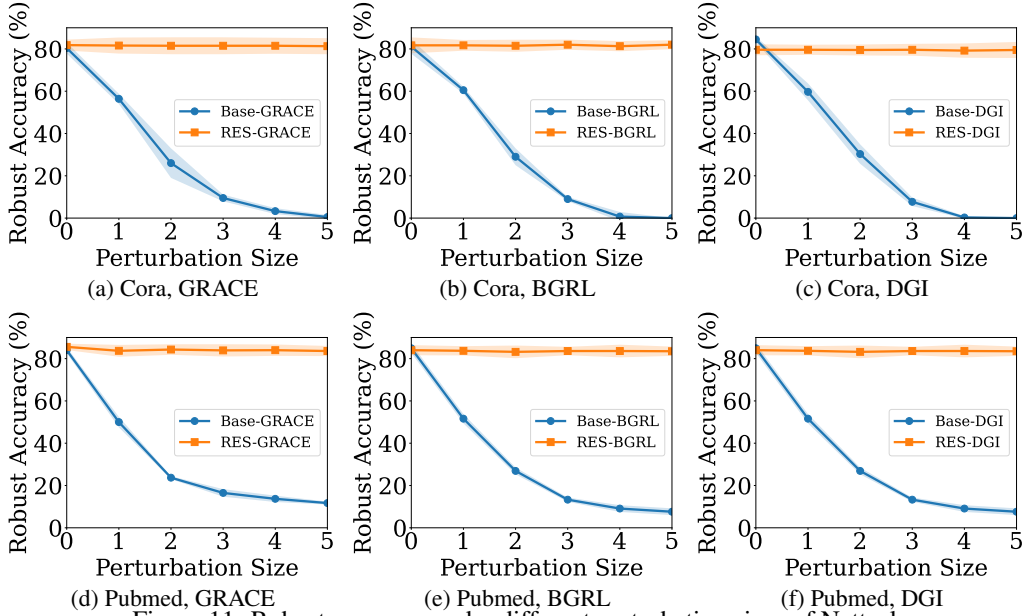 Robust Accuracy (%)
80
60
40
20
0
Base-GRACE
RES-GRACE
0 1 2 3 4 5
Perturbation Size
(a) Cora, GRACE
Robust Accuracy (%)
80
60
40
20
0
Base-BGRL
RES-BGRL
0 1 2 3 4 5
Perturbation Size
(b) Cora, BGRL
Robust Accuracy (%)
80
60
40
20
0
Base-DGI
RES-DGI
0 1 2 3 4 5
Perturbation Size
(c) Cora, DGI
Robust Accuracy (%)
80
60
40
20
0
Base-GRACE
RES-GRACE
0 1 2 3 4 5
Perturbation Size
(d) Pubmed, GRACE
Robust Accuracy (%)
80
60
40
20
0
Base-BGRL
RES-BGRL
0 1 2 3 4 5
Perturbation Size
(e) Pubmed, BGRL
Robust Accuracy (%)
80
60
40
20
0
Base-DGI
RES-DGI
0 1 2 3 4 5
Perturbation Size
(f) Pubmed, DGI